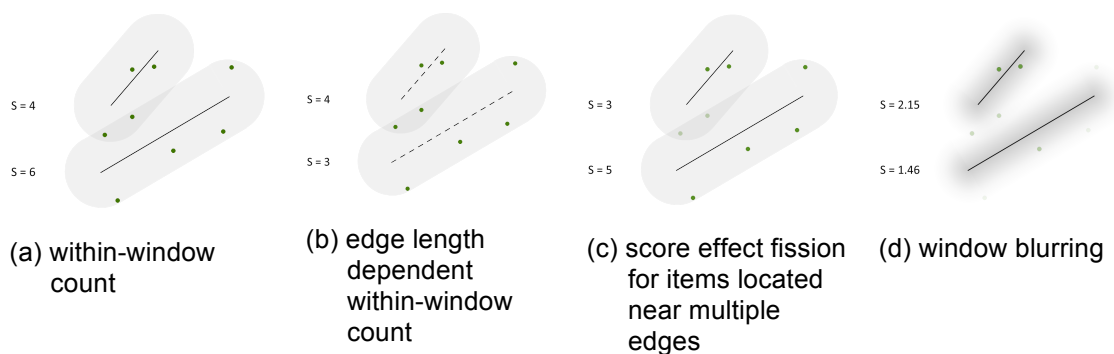 S = 4
S = 6
(a) within-window
count
S = 4
S = 3
(b) edge length
dependent
within-window
count
S = 3
S = 5
(c) score effect fission
for items located
near multiple
edges
S = 2.15
S = 1.46
(d) window blurring